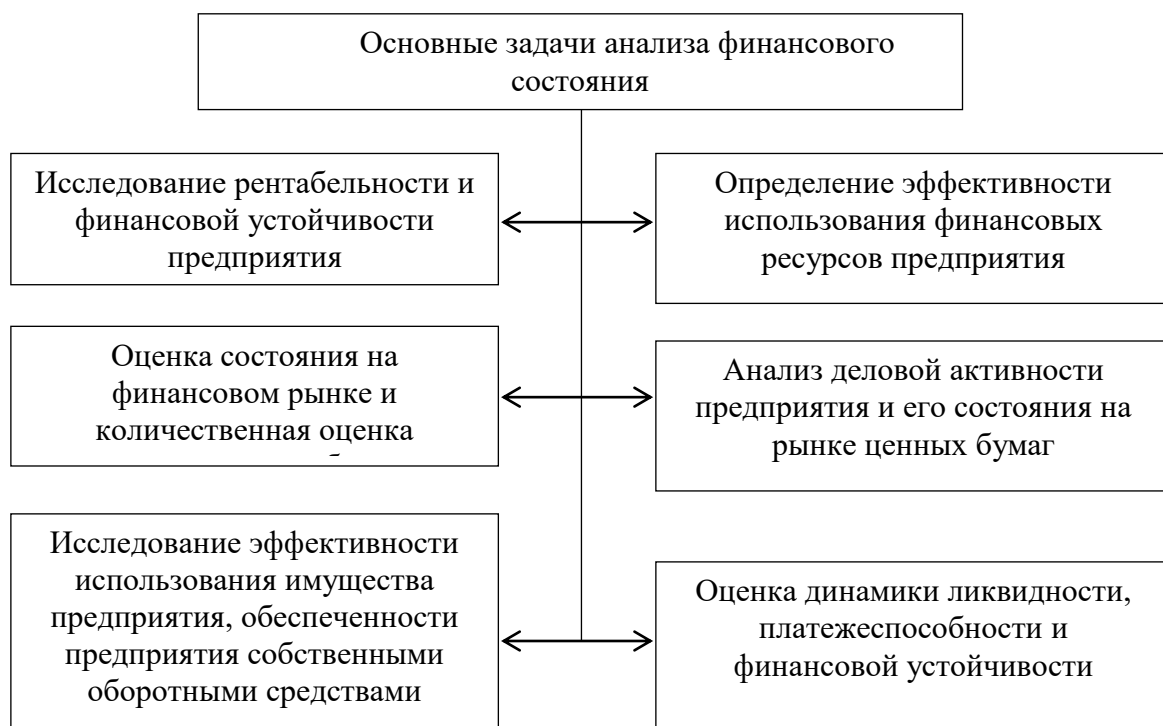 Основные задачи анализа финансового
состояния
Исследование рентабельности и
финансовой устойчивости
предприятия
Определение эффективности
использования финансовых
ресурсов предприятия
Оценка состояния на
финансовом рынке и
количественная оценка
Анализ деловой активности
предприятия и его состояния на
рынке ценных бумаг
Исследование эффективности
использования имущества
предприятия, обеспеченности
предприятия собственными
оборотными средствами
Оценка динамики ликвидности,
платежеспособности и
финансовой устойчивости